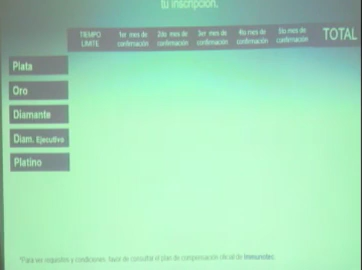 tu inscripción.
TIEMPO LIMITE 1er mes de confirmación 2do mes de confirmación 3er mes de confirmación 4to mes de confirmación 5to mes de confirmación TOTAL
Plata
Oro
Diamante
Diam. Ejecutivo
Platino
*Para ver requisitos y condiciones, favor de consultar el plan de compensación oficial de